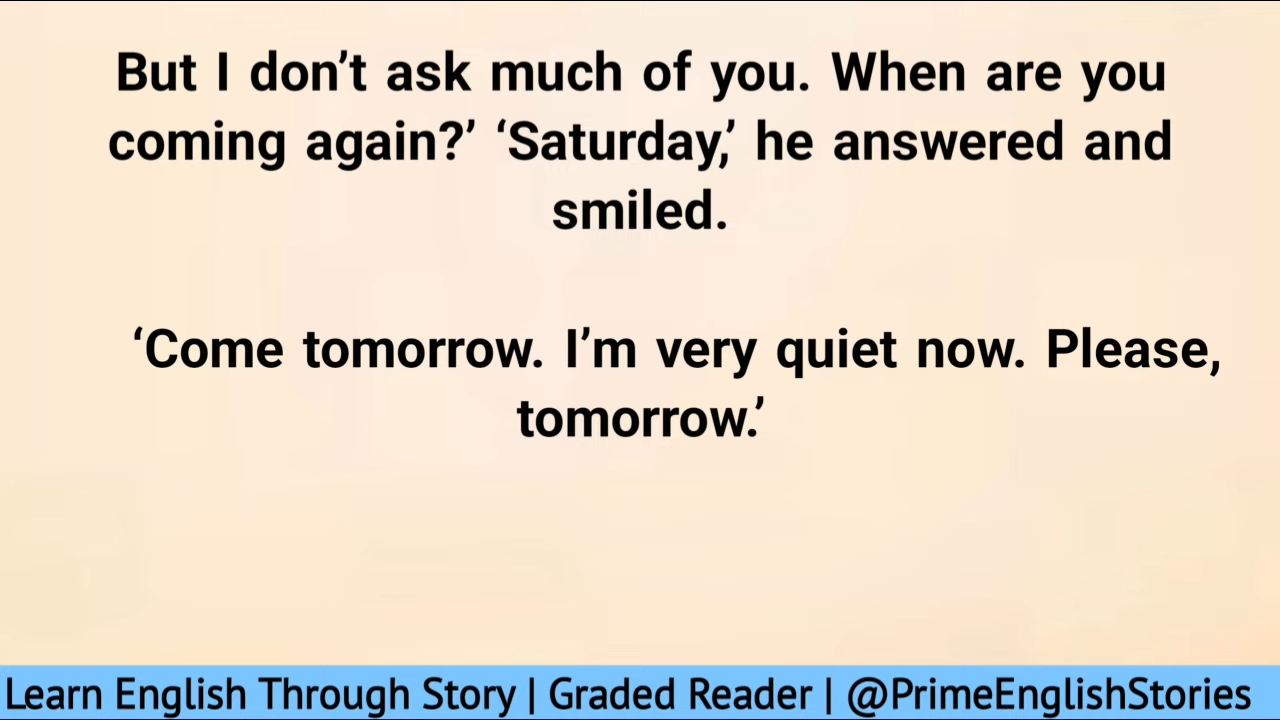 But I don’t ask much of you. When are you
coming again?’ ‘Saturday,’ he answered and
smiled.
‘Come tomorrow. I’m very quiet now. Please,
tomorrow.’
Learn English Through Story | Graded Reader | @PrimeEnglishStories